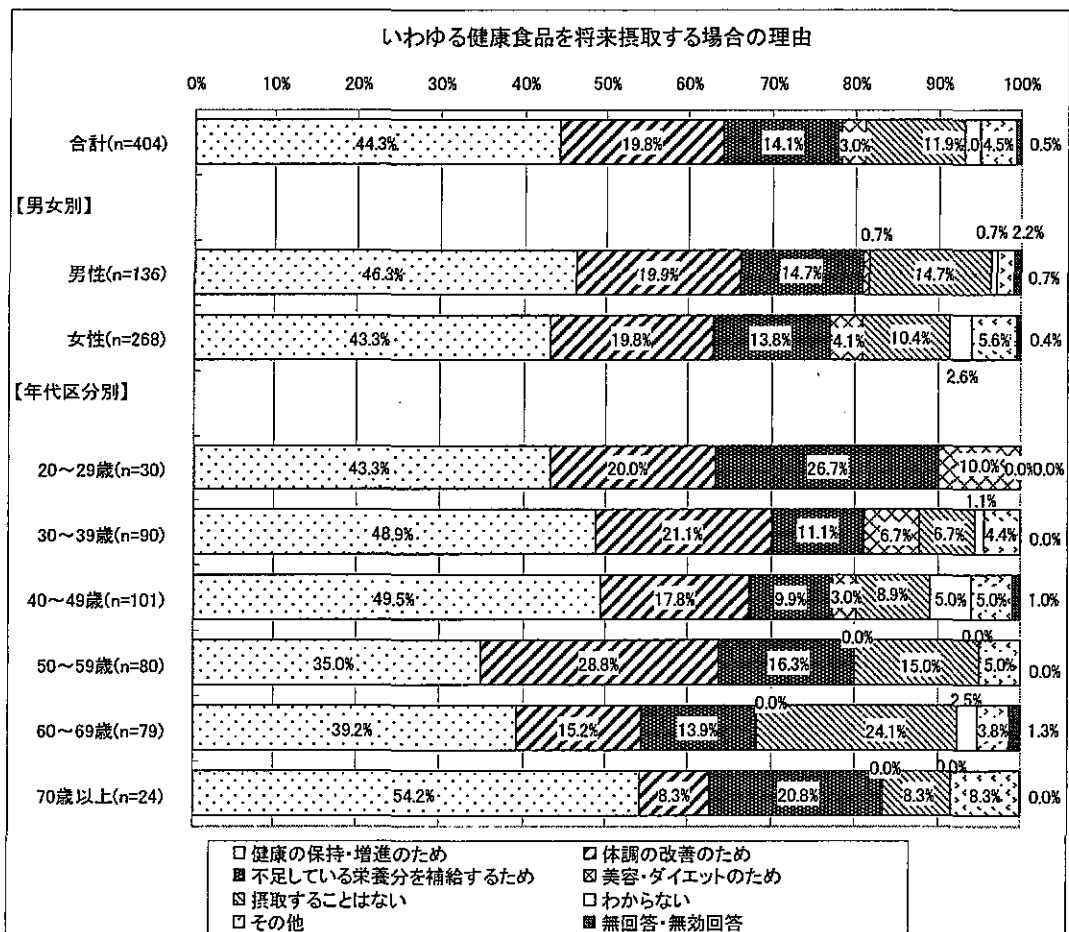 いわゆる健康食品を将来摂取する場合の理由
0% 10% 20% 30% 40% 50% 60% 70% 80% 90% 100%
合計(n=404) 44.3% 19.8% 14.1% 3.0% 11.9% .0 4.5% 0.5%
【男女別】
0.7% 0.7% 2.2%
男性(n=136) 46.3% 19.9% 14.7% 14.7% 0.7%
女性(n=268) 43.3% 19.8% 13.8% 4.1% 10.4% 5.6% 0.4%
2.6%
【年代区分別】
20～29歳(n=30) 43.3% 20.0% 26.7% 10.0% 0.0% 0.0%
1.1%
30～39歳(n=90) 48.9% 21.1% 11.1% 6.7% 6.7% 4.4% 0.0%
40～49歳(n=101) 49.5% 17.8% 9.9% 3.0% 8.9% 5.0% 5.0% 1.0%
0.0% 0.0%
50～59歳(n=80) 35.0% 28.8% 16.3% 15.0% 5.0% 0.0%
0.0% 2.5%
60～69歳(n=79) 39.2% 15.2% 13.9% 24.1% 3.8% 1.3%
0.0% 0.0%
70歳以上(n=24) 54.2% 8.3% 20.8% 8.3% 8.3% 0.0%
健康の保持・増進のため 体調の改善のため
不足している栄養分を補給するため 美容・ダイエットのため
摂取することはない わからない
その他 無回答・無効回答